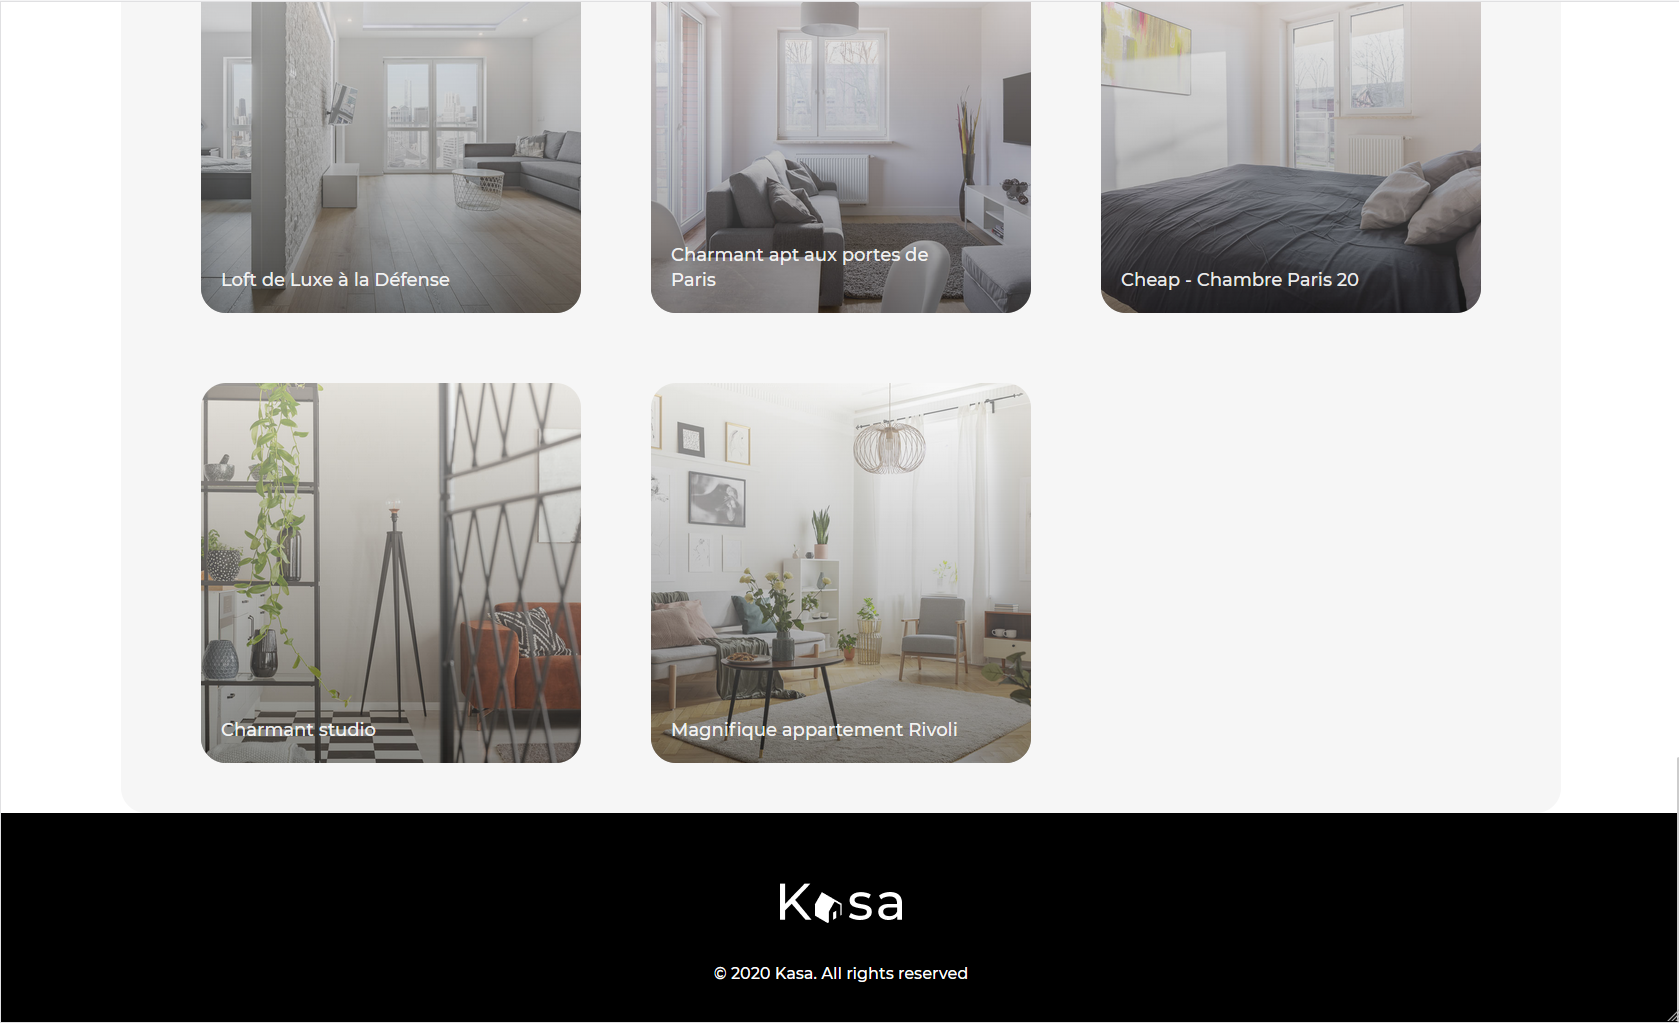 Loft de Luxe à la Défense
Charmant apt aux portes de
Paris
Cheap - Chambre Paris 20
Charmant studio
Magnifique appartement Rivoli
Kasa
© 2020 Kasa. All rights reserved